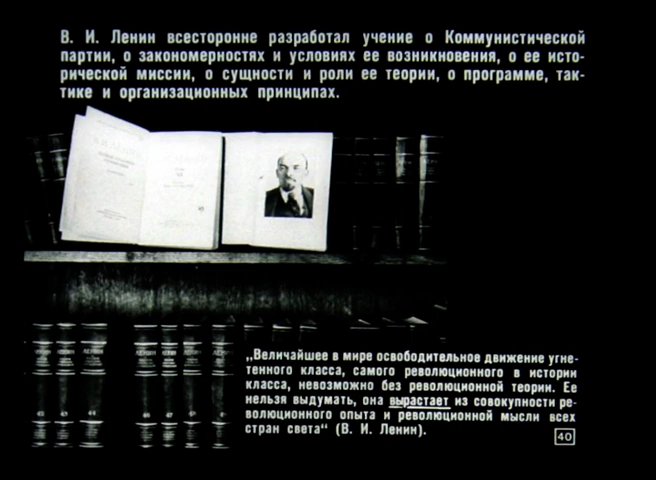 В. И. Ленин всесторонне разработал учение о Коммунистической
партии, о закономерностях и условиях ее возникновения, о ее исто-
рической миссии, о сущности и роли ее теории, о программе, так-
тике и организационных принципах.
ЛЕНИН
44
„Величайшее в мире освободительное движение угне-
тенного класса, самого революционного в истории
класса, невозможно без революционной теории. Ее
нельзя выдумать, она вырастает из совокупности ре-
волюционного опыта и революционной мысли всех
стран света“ (В. И. Ленин).
40